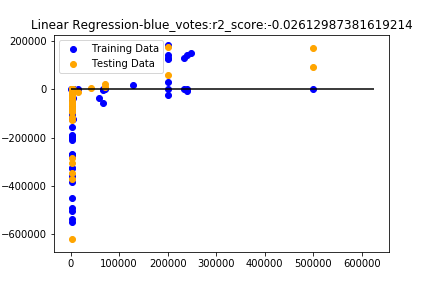 Linear Regression-blue_votes:r2_score:-0.02612987381619214
Training Data
Testing Data
200000
0
−200000
−400000
−600000
0 100000 200000 300000 400000 500000 600000